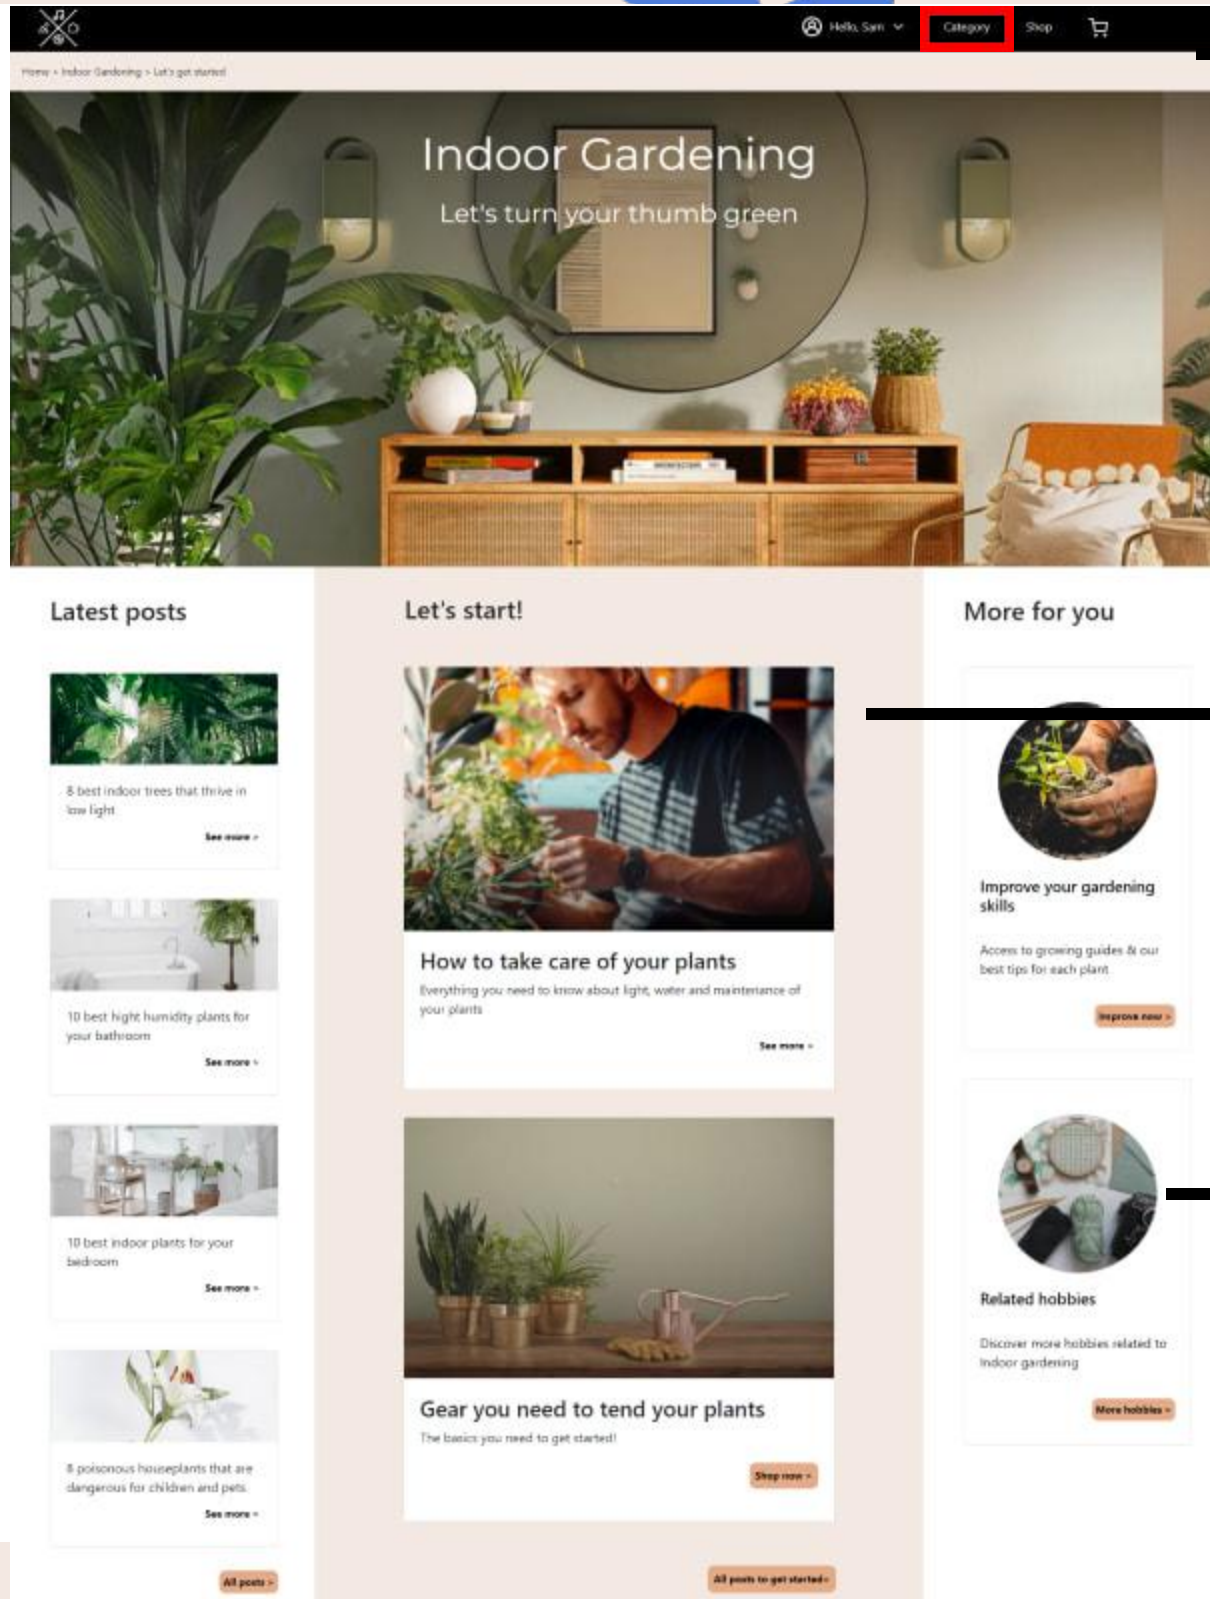 Hello, Sam
Category
Shop
Home > Indoor Gardening > Let's get started
Indoor Gardening
Let's turn your thumb green
Latest posts
8 best indoor trees that thrive in
low light
See more >
10 best hight humidity plants for
your bathroom
See more >
10 best indoor plants for your
bedroom
See more >
8 poisonous houseplants that are
dangerous for children and pets.
See more >
All posts >
Let's start!
How to take care of your plants
Everything you need to know about light, water and maintenance of
your plants
See more >
Gear you need to tend your plants
The basics you need to get started!
Shop now >
All posts to get started>
More for you
Improve your gardening
skills
Access to growing guides & our
best tips for each plant
Improve now >
Related hobbies
Discover more hobbies related to
Indoor gardening
More hobbies >